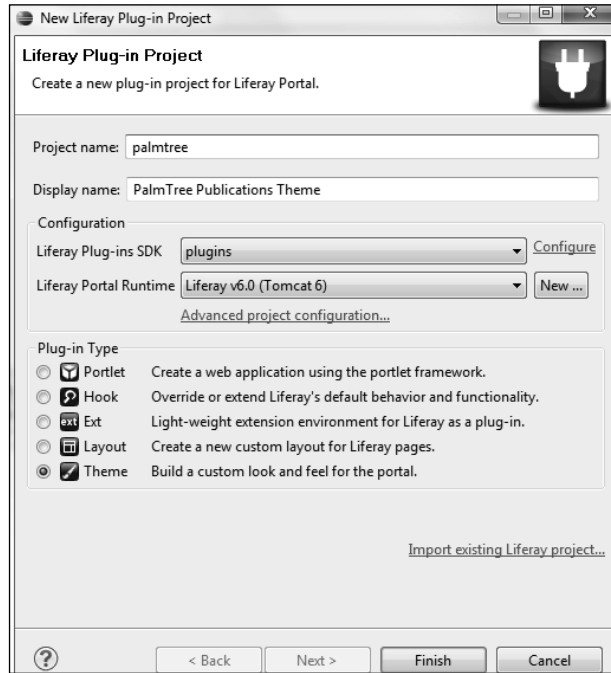 New Liferay Plug-in Project
Liferay Plug-in Project
Create a new plug-in project for Liferay Portal.
Project name: palmtree
Display name: PalmTree Publications Theme
Configuration
Liferay Plug-ins SDK plugins Configure
Liferay Portal Runtime Liferay v6.0 (Tomcat 6) New ...
Advanced project configuration...
Plug-in Type
Portlet Create a web application using the portlet framework.
Hook Override or extend Liferay's default behavior and functionality.
ext Ext Light-weight extension environment for Liferay as a plug-in.
Layout Create a new custom layout for Liferay pages.
Theme Build a custom look and feel for the portal.
Import existing Liferay project...
? < Back Next > Finish Cancel